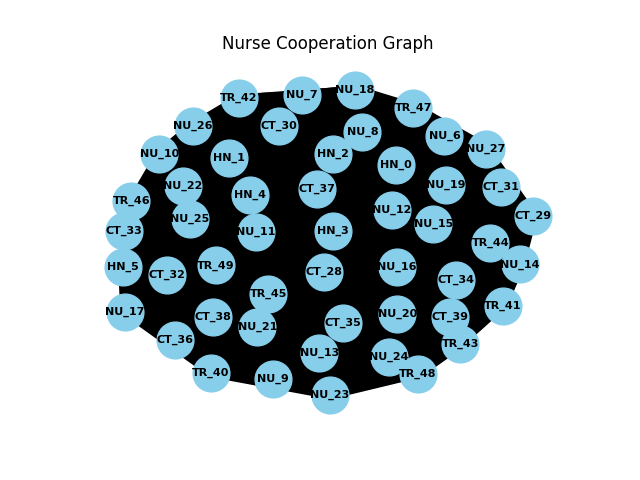 Nurse Cooperation Graph
NU_18
NU_7
TR_42
TR_47
CT_30
NU_26
NU_8
NU_6
NU_27
NU_10
HN_2
HN_1
HN_0
NU_22
NU_19
CT_31
CT_37
HN_4
TR_46
NU_12
CT_29
NU_25
NU_15
CT_33
NU_11
HN_3
TR_44
NU_14
TR_49
HN_5
NU_16
CT_28
CT_32
CT_34
TR_45
TR_41
NU_17
NU_20
CT_38
CT_39
CT_35
NU_21
CT_36
TR_43
NU_13
NU_24
TR_40
TR_48
NU_9
NU_23